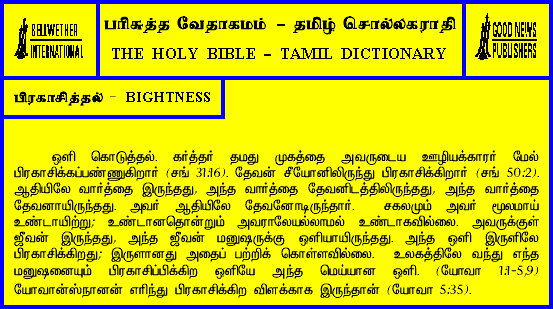 BELLWETHER
INTERNATIONAL
பரிசுத்த வேதாகமம் – தமிழ் சொல்லகராதி
THE HOLY BIBLE – TAMIL DICTIONARY
GOOD NEWS
PUBLISHERS
பிரகாசித்தல் – BIGHTNESS
ஒளி கொடுத்தல். கர்த்தர் தமது முகத்தை அவருடைய ஊழியக்காரர் மேல்
பிரகாசிக்கப்பண்ணுகிறார் (சங் 31:16). தேவன் சீயோனிலிருந்து பிரகாசிக்கிறார் (சங் 50:2).
ஆதியிலே வார்த்தை இருந்தது, அந்த வார்த்தை தேவனிடத்திலிருந்தது, அந்த வார்த்தை
தேவனாயிருந்தது. அவர் ஆதியிலே தேவனோடிருந்தார். சகலமும் அவர் மூலமாய்
உண்டாயிற்று; உண்டானதொன்றும் அவராலேயல்லாமல் உண்டாகவில்லை. அவருக்குள்
ஜீவன் இருந்தது, அந்த ஜீவன் மனுஷருக்கு ஒளியாயிருந்தது. அந்த ஒளி இருளிலே
பிரகாசிக்கிறது; இருளானது அதைப் பற்றிக் கொள்ளவில்லை. உலகத்திலே வந்து எந்த
மனுஷனையும் பிரகாசிப்பிக்கிற ஒளியே அந்த மெய்யான ஒளி. (யோவா 1:1-5,9)
யோவான்ஸ்நானன் எரிந்து பிரகாசிக்கிற விளக்காக இருந்தான் (யோவா 5:35).